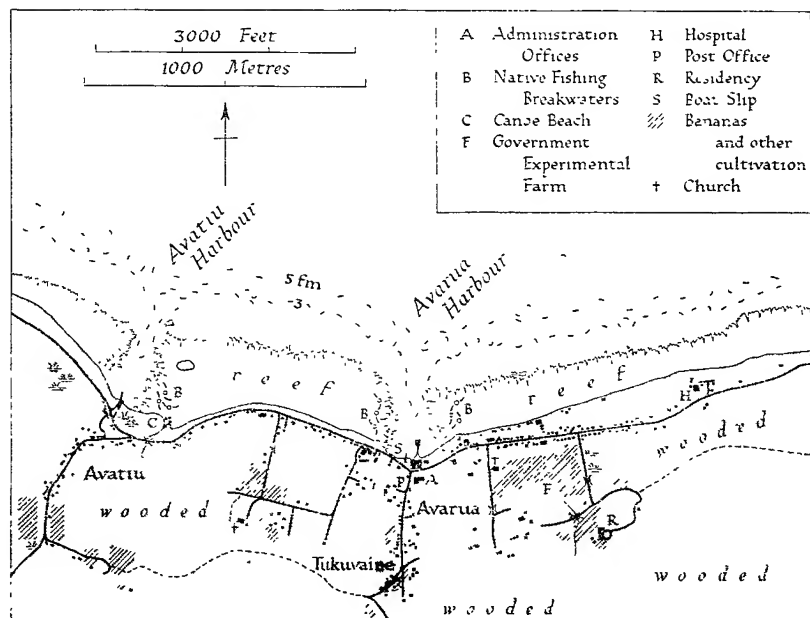 3000 Feet
1000 Metres
A Administration
Offices
B Native Fishing
Breakwaters
C Canoe Beach
F Government
Experimental
Farm
H Hospital
P Post Office
R Residency
S Boat Slip
Bananas
and other
cultivation
† Church
Avatiu
Harbour
Avarua
Harbour
5 fm
3
reef
reef
B
B
B
C
S
P
A
H
F
R
Avatiu
wooded
Avarua
wooded
Tukuvaine
wooded
wooded